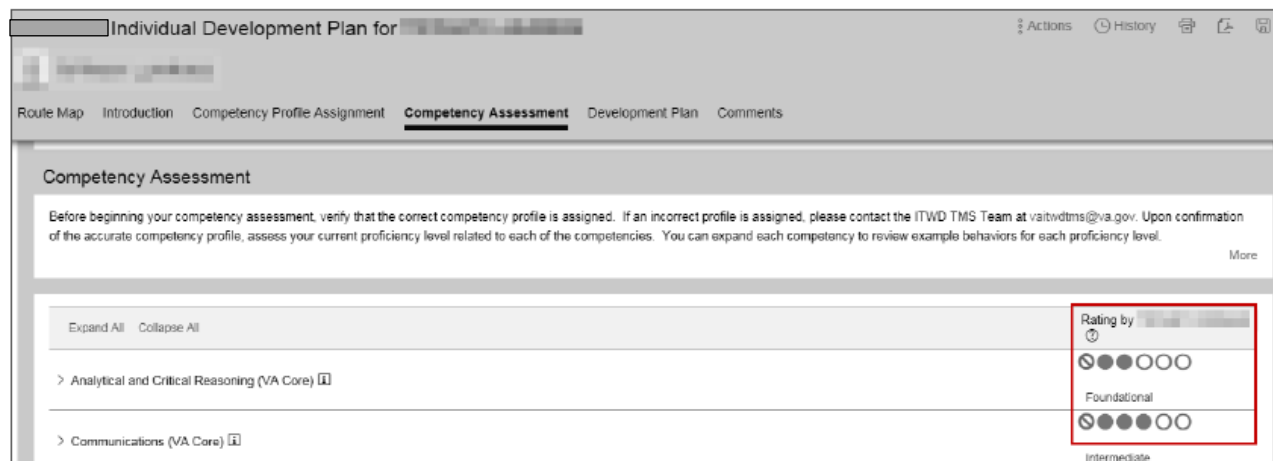 Individual Development Plan for
Actions History
Route Map Introduction Competency Profile Assignment Competency Assessment Development Plan Comments
Competency Assessment
Before beginning your competency assessment, verify that the correct competency profile is assigned. If an incorrect profile is assigned, please contact the ITWD TMS Team at vaitwdtms@va.gov. Upon confirmation
of the accurate competency profile, assess your current proficiency level related to each of the competencies. You can expand each competency to review example behaviors for each proficiency level.
More
Expand All Collapse All
Rating by
> Analytical and Critical Reasoning (VA Core)
Foundational
> Communications (VA Core)
Intermediate